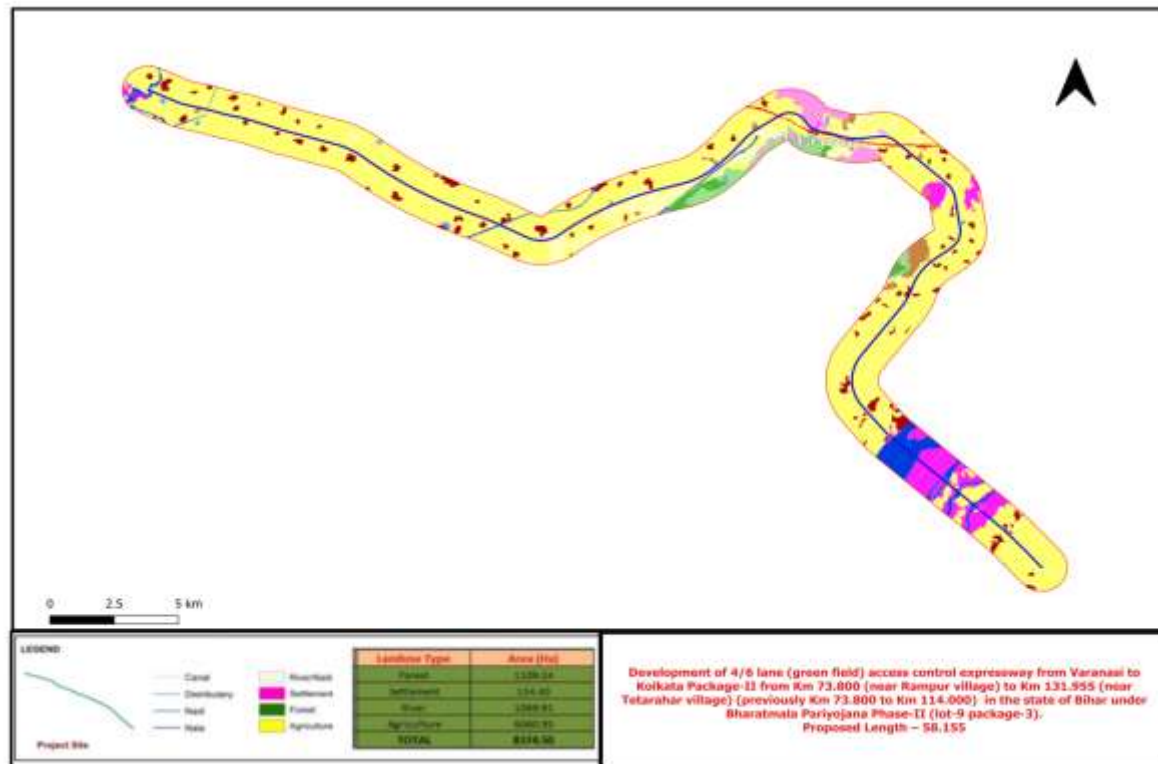 0 2.5 5 km
LEGEND
Canal
Distributary
Nala
River/Nadi
Settlement
Forest
Agriculture
Project Site
Landuse Type Area (Ha)
Forest
Settlement
River
Agriculture
TOTAL
Development of 4/6 lane (green field) access control expressway from Varanasi to
Kolkata Package-II from Km 73.800 (near Rampur village) to Km 131.955 (near
Tetarahar village) (previously Km 73.800 to Km 114.000) in the state of Bihar under
Bharatmala Pariyojana Phase-II (lot-9 package-3).
Proposed Length – 58.155